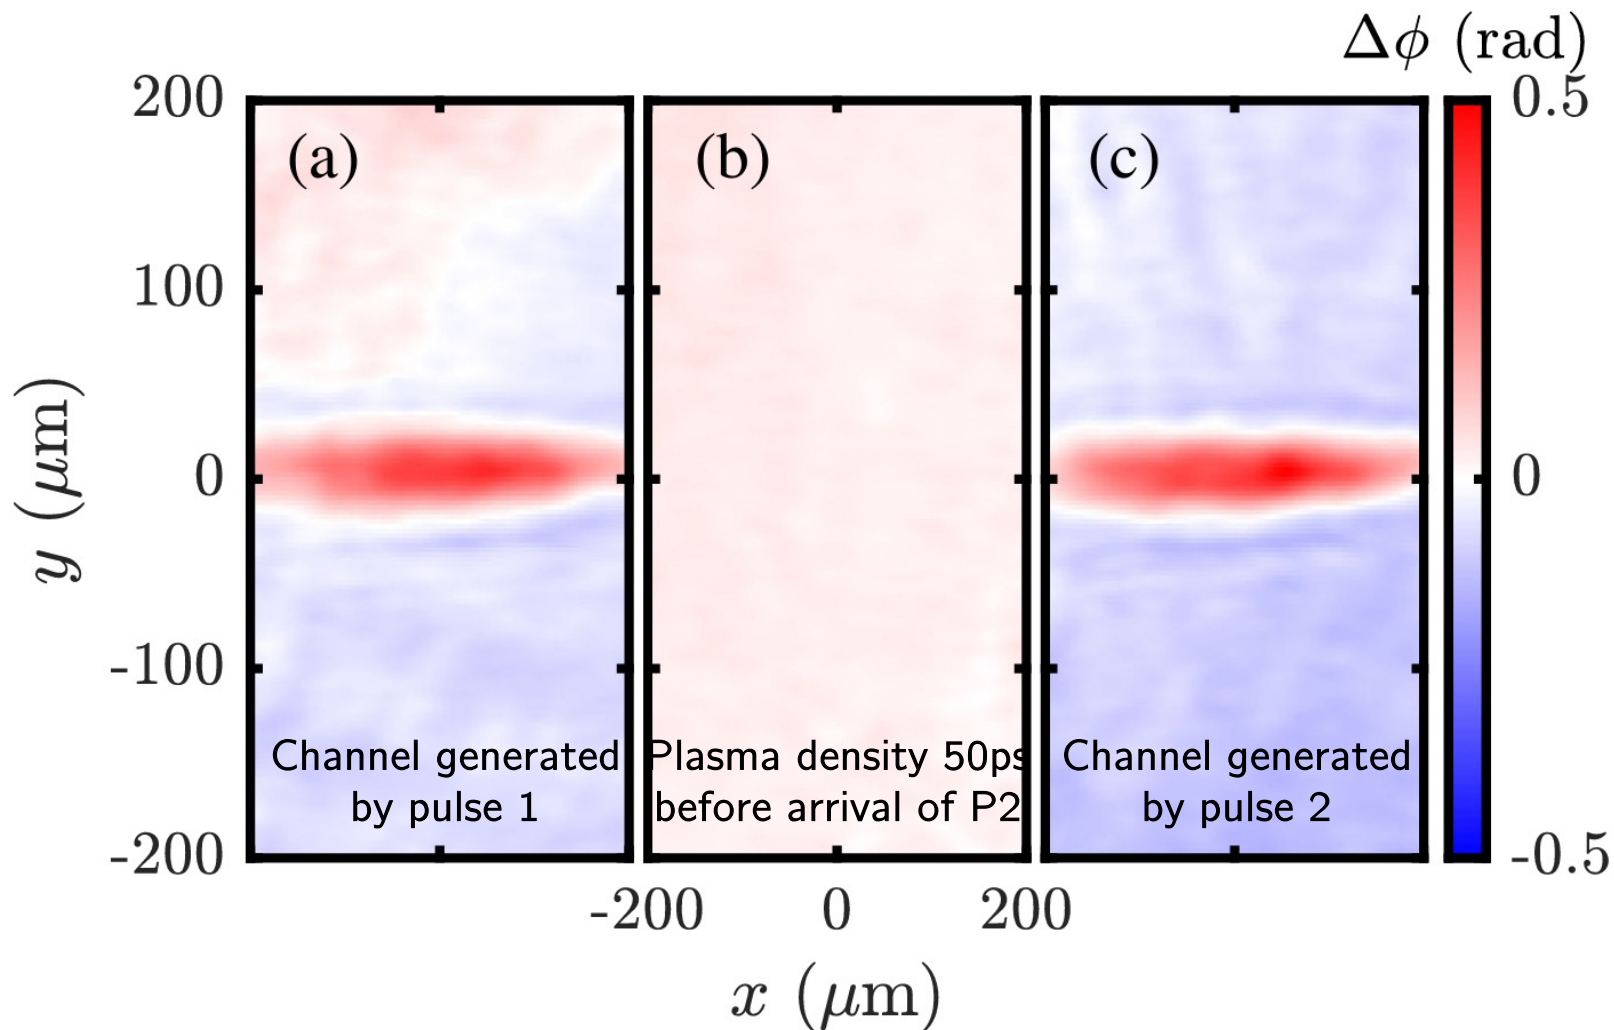 Δϕ (rad)
200
100
0
-100
-200
y (μm)
(a)
Channel generated
by pulse 1
(b)
Plasma density 50ps
before arrival of P2
(c)
Channel generated
by pulse 2
0.5
0
-0.5
-200
0
200
x (μm)